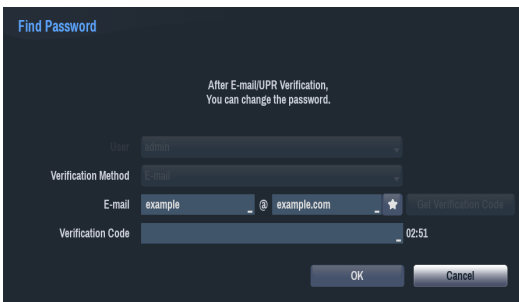 Find Password
After E-mail/UPR Verification,
You can change the password.
User admin
Verification Method E-mail
E-mail example @ example.com Get Verification Code
Verification Code 02:51
OK Cancel